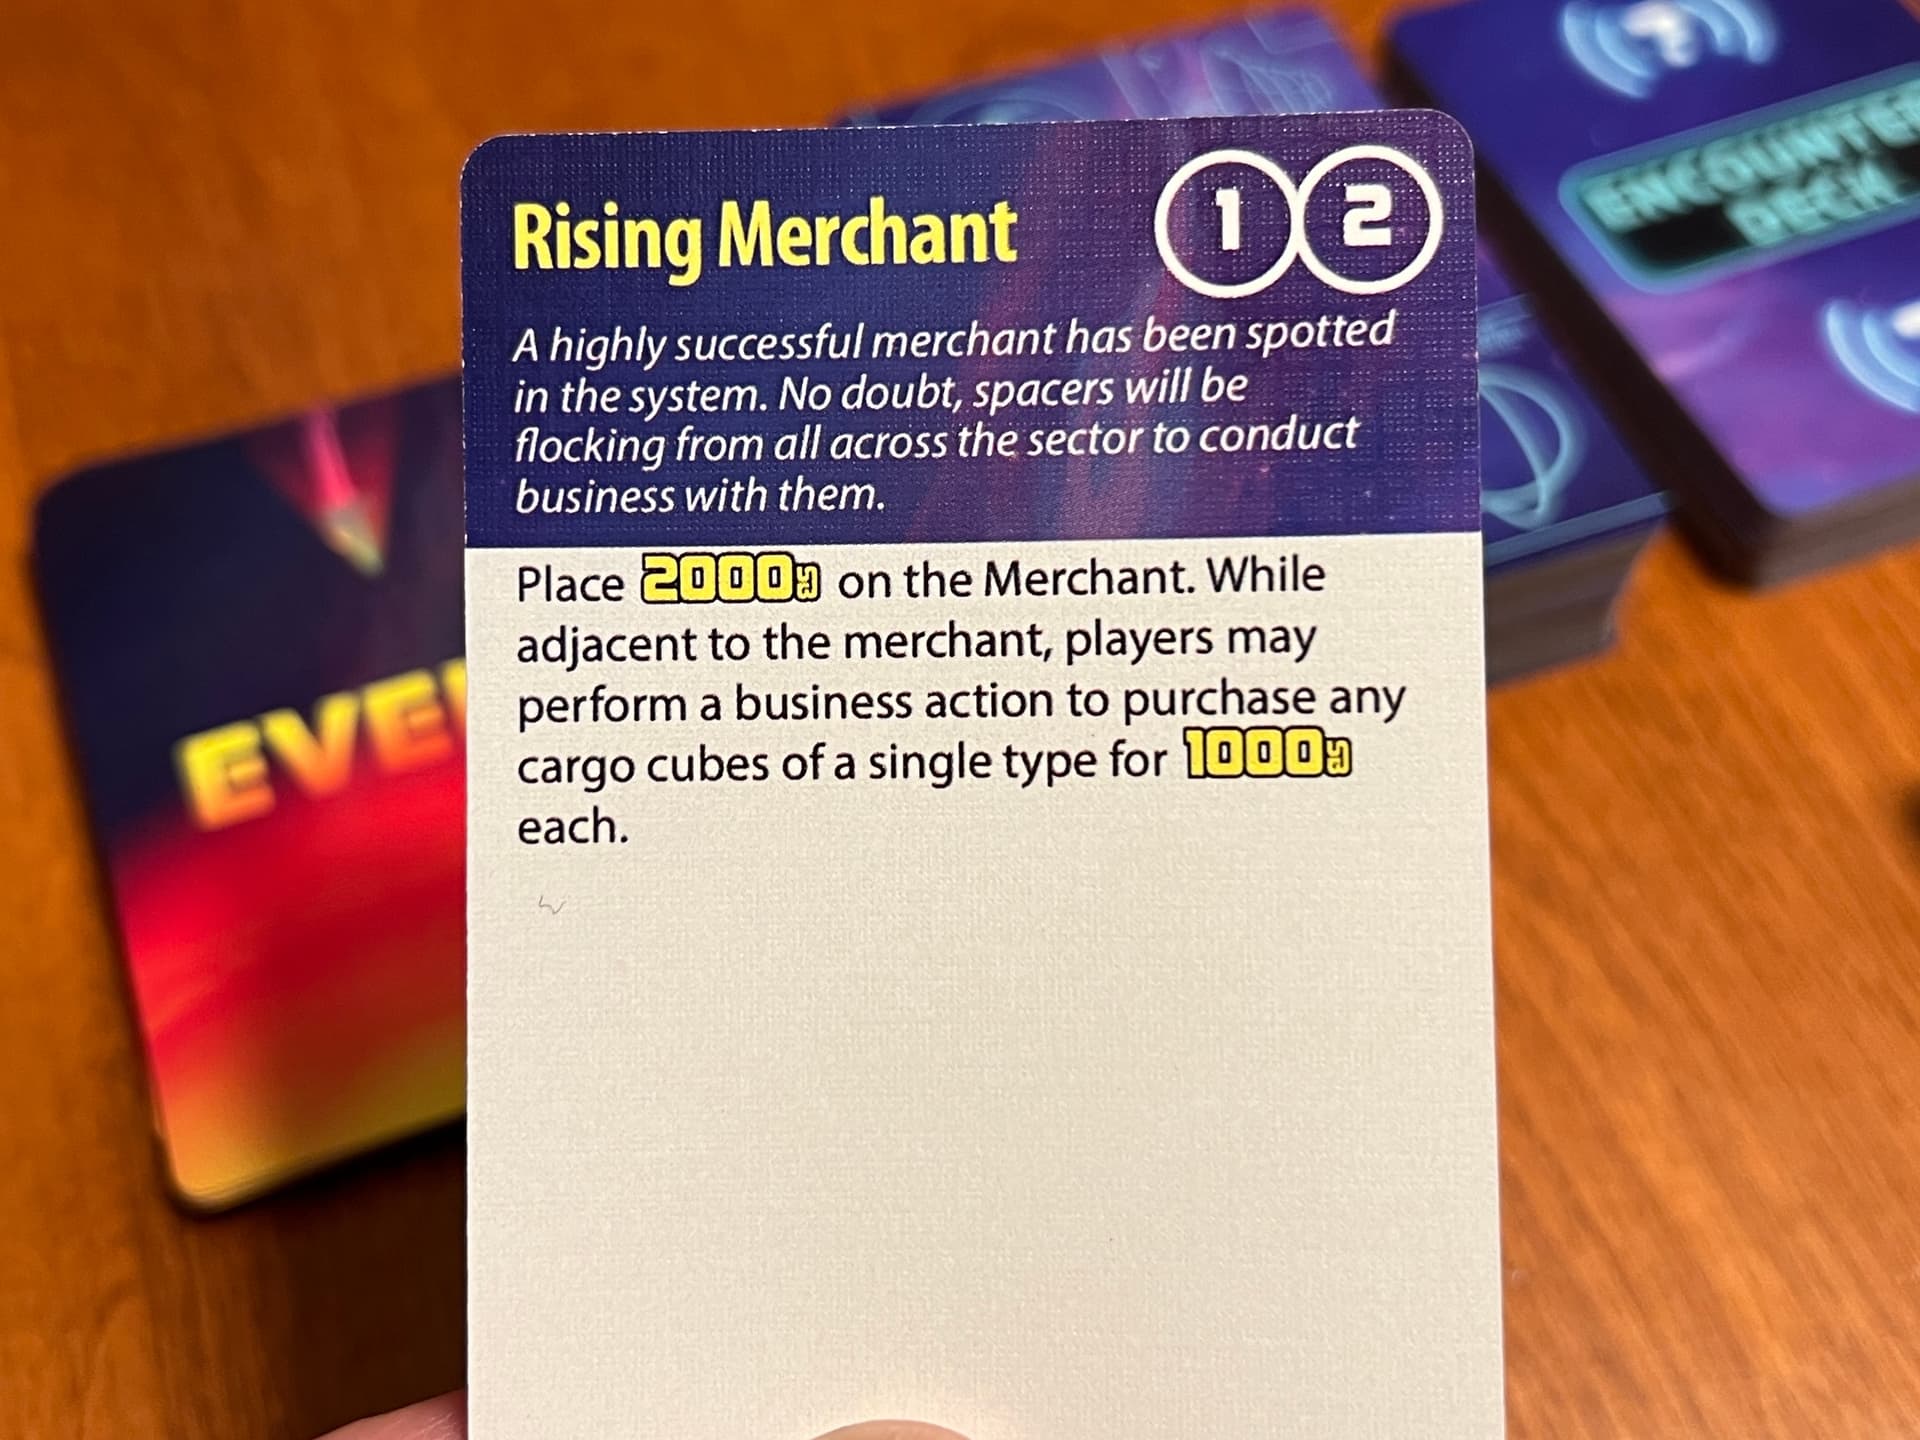 Rising Merchant
1 2
A highly successful merchant has been spotted
in the system. No doubt, spacers will be
flocking from all across the sector to conduct
business with them.
Place 2000 on the Merchant. While
adjacent to the merchant, players may
perform a business action to purchase any
cargo cubes of a single type for 1000
each.
EVE
ENCOUNTER
DECK